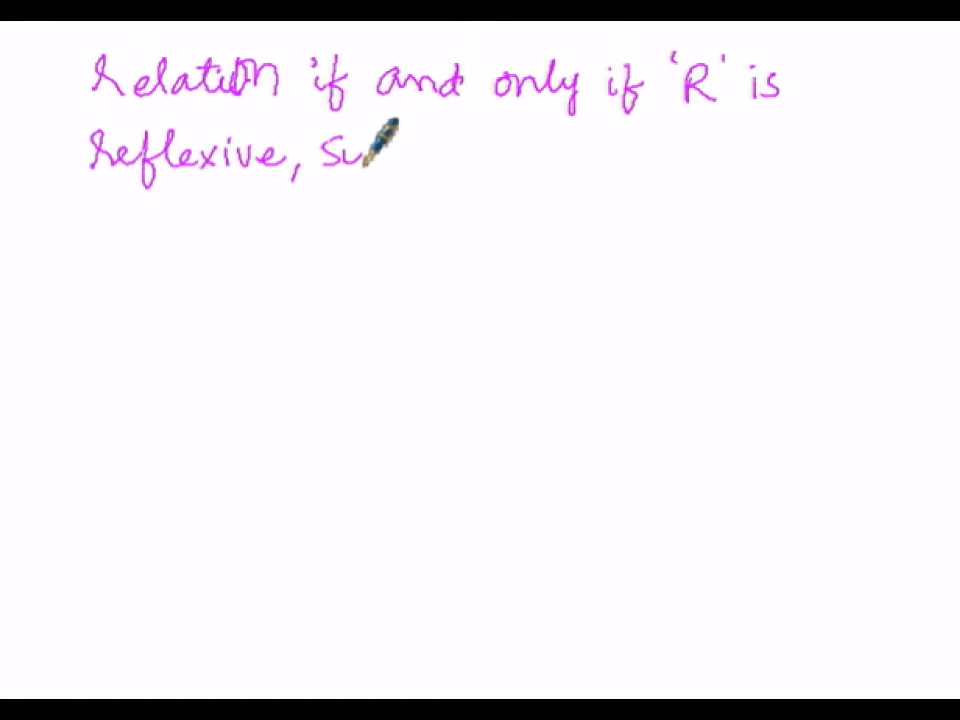 relation if and only if 'R' is
reflexive,